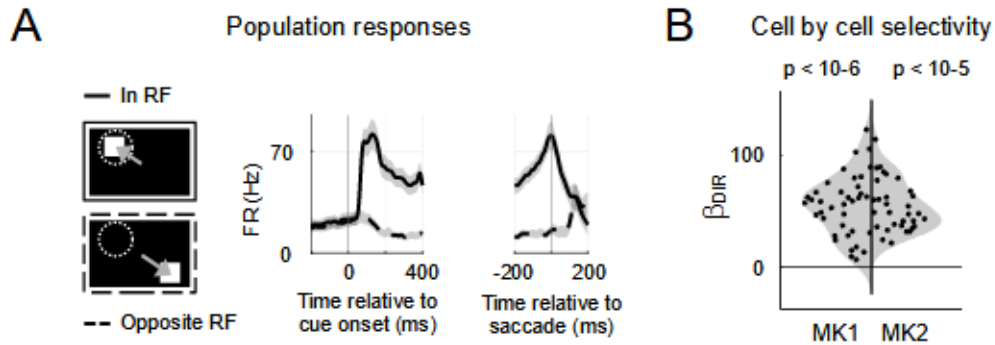 A
Population responses
In RF
Opposite RF
FR (Hz)
70
0
0
400
Time relative to
cue onset (ms)
-200
200
Time relative to
saccade (ms)
B
Cell by cell selectivity
p < 10-6
p < 10-5
βDIR
100
0
MK1
MK2